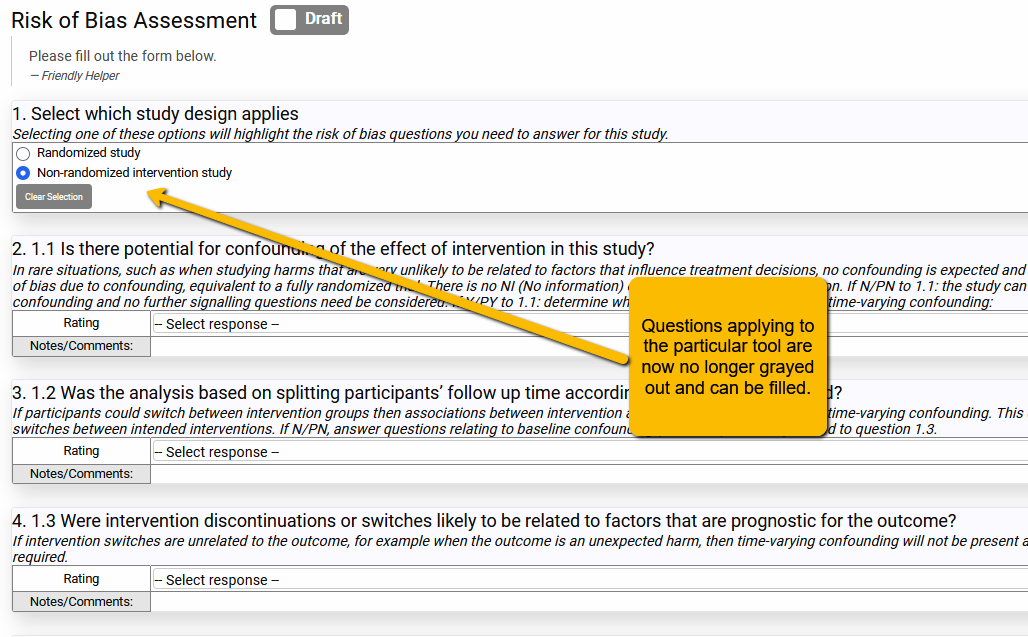 Risk of Bias Assessment Draft
Please fill out the form below.
— Friendly Helper
1. Select which study design applies
Selecting one of these options will highlight the risk of bias questions you need to answer for this study.
Randomized study
Non-randomized intervention study
Clear Selection
2. 1.1 Is there potential for confounding of the effect of intervention in this study?
In rare situations, such as when studying harms that are very unlikely to be related to factors that influence treatment decisions, no confounding is expected and
of bias due to confounding, equivalent to a fully randomized There is no NI (No information) on. If N/PN to 1.1: the study can
confounding and no further signalling questions need be considered. Y/PY to 1.1: determine wh time-varying confounding:
Rating
-- Select response --
Notes/Comments:
Questions applying to
the particular tool are
now no longer grayed
out and can be filled.
3. 1.2 Was the analysis based on splitting participants’ follow up time accordin d?
If participants could switch between intervention groups then associations between intervention a time-varying confounding. This
switches between intended interventions. If N/PN, answer questions relating to baseline confoun d to question 1.3.
Rating
-- Select response --
Notes/Comments:
4. 1.3 Were intervention discontinuations or switches likely to be related to factors that are prognostic for the outcome?
If intervention switches are unrelated to the outcome, for example when the outcome is an unexpected harm, then time-varying confounding will not be present a
required.
Rating
-- Select response --
Notes/Comments: